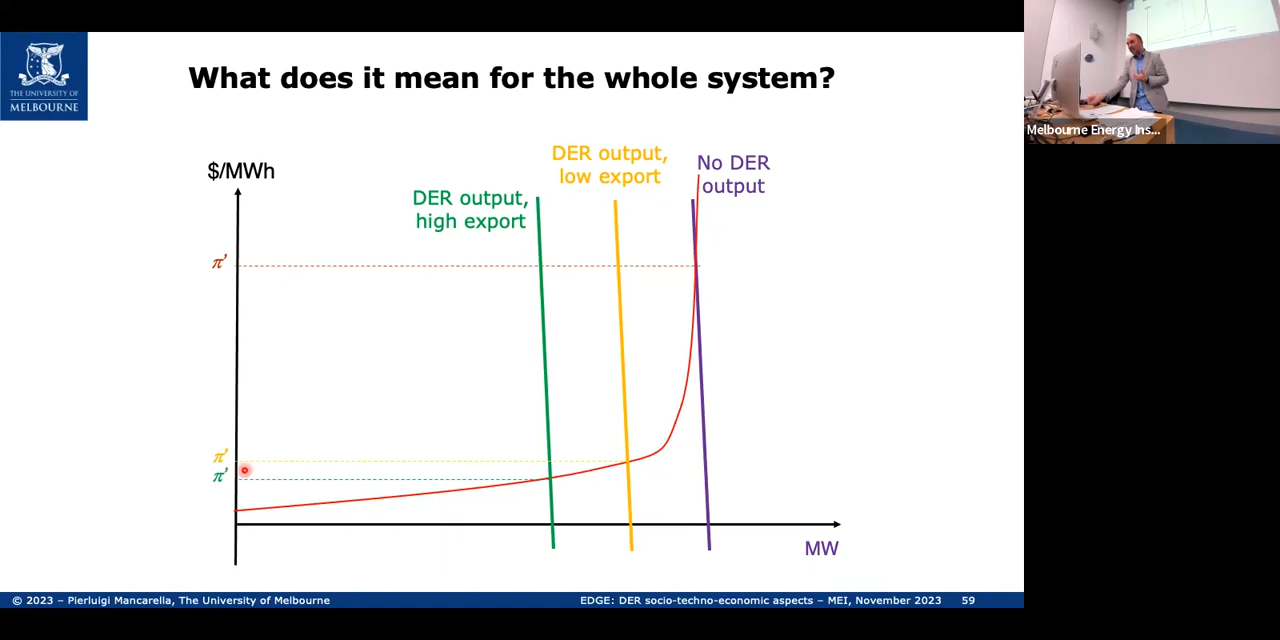 THE UNIVERSITY OF
MELBOURNE
What does it mean for the whole system?
$/MWh
DER output,
high export
DER output,
low export
No DER
output
π'
π'
π'
MW
Melbourne Energy Ins...
© 2023 – Pierluigi Mancarella, The University of Melbourne
EDGE: DER socio-techno-economic aspects – MEI, November 2023
59